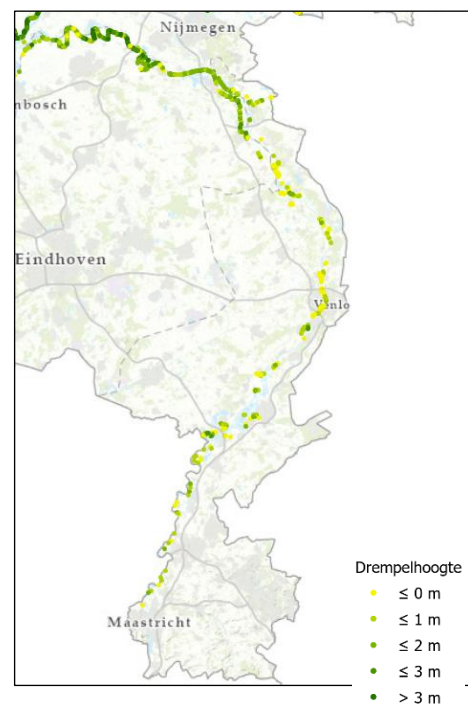 Nijmegen
nbosch
Eindhoven
Venlo
Maastricht
Drempelhoogte
≤ 0 m
≤ 1 m
≤ 2 m
≤ 3 m
> 3 m